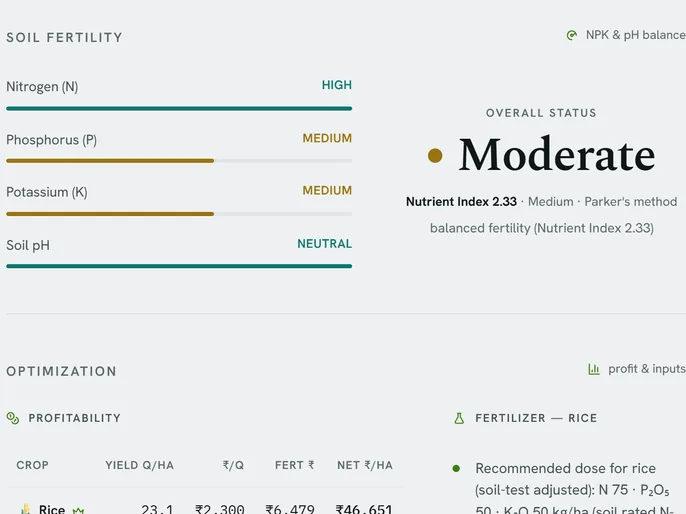 SOIL FERTILITY
NPK & pH balance
Nitrogen (N) HIGH
Phosphorus (P) MEDIUM
Potassium (K) MEDIUM
Soil pH NEUTRAL
OVERALL STATUS
Moderate
Nutrient Index 2.33 · Medium · Parker's method
balanced fertility (Nutrient Index 2.33)
OPTIMIZATION
profit & inputs
PROFITABILITY
CROP YIELD Q/HA ₹/Q FERT ₹ NET ₹/HA
Rice 23.1 ₹2,300 ₹6,479 ₹46,651
FERTILIZER — RICE
Recommended dose for rice
(soil-test adjusted): N 75 · P₂O₅
50 · K₂O 50 kg/ha (soil rated N-